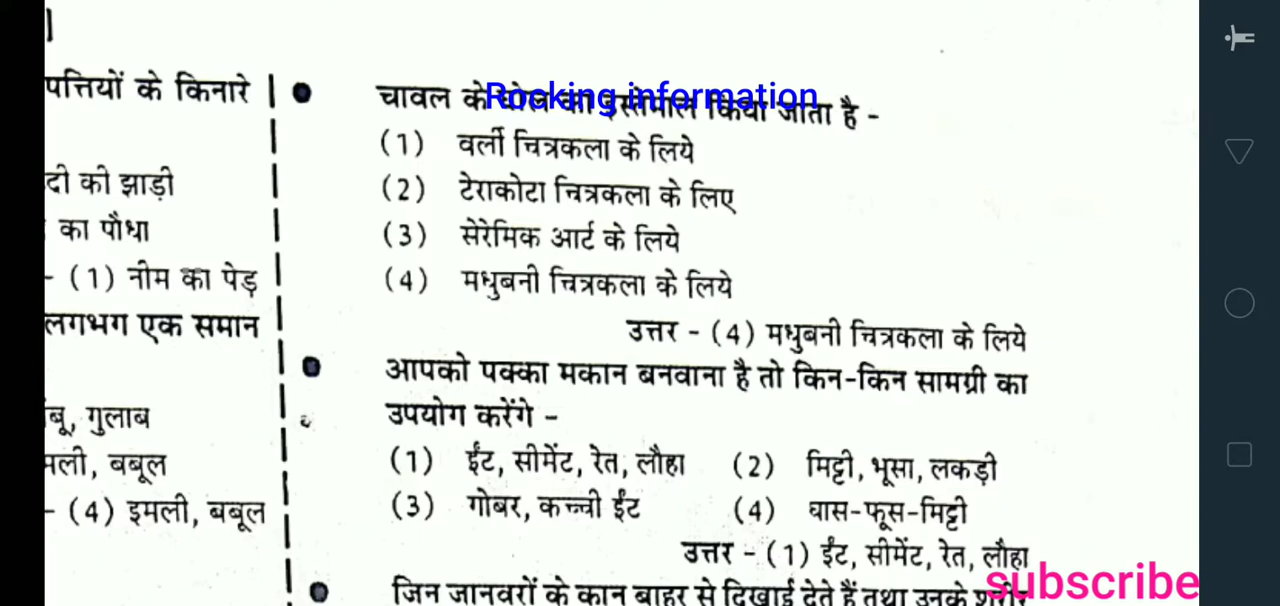 पत्तियों के किनारे
दी की झाड़ी
का पौधा
- (1) नीम का पेड़
लगभग एक समान
बू, गुलाब
मली, बबूल
- (4) इमली, बबूल
Rocking information
चावल के इस्तेमाल किया जाता है -
(1) वर्ली चित्रकला के लिये
(2) टेराकोटा चित्रकला के लिए
(3) सेरेमिक आर्ट के लिये
(4) मधुबनी चित्रकला के लिये
उत्तर - (4) मधुबनी चित्रकला के लिये
आपको पक्का मकान बनवाना है तो किन-किन सामग्री का
उपयोग करेंगे -
(1) ईंट, सीमेंट, रेत, लौहा (2) मिट्टी, भूसा, लकड़ी
(3) गोबर, कच्ची ईंट (4) घास-फूस-मिट्टी
उत्तर - (1) ईंट, सीमेंट, रेत, लौहा
जिन जानवरों के कान बाहर से दिखाई देते हैं तथा उनके शरीर
subscribe